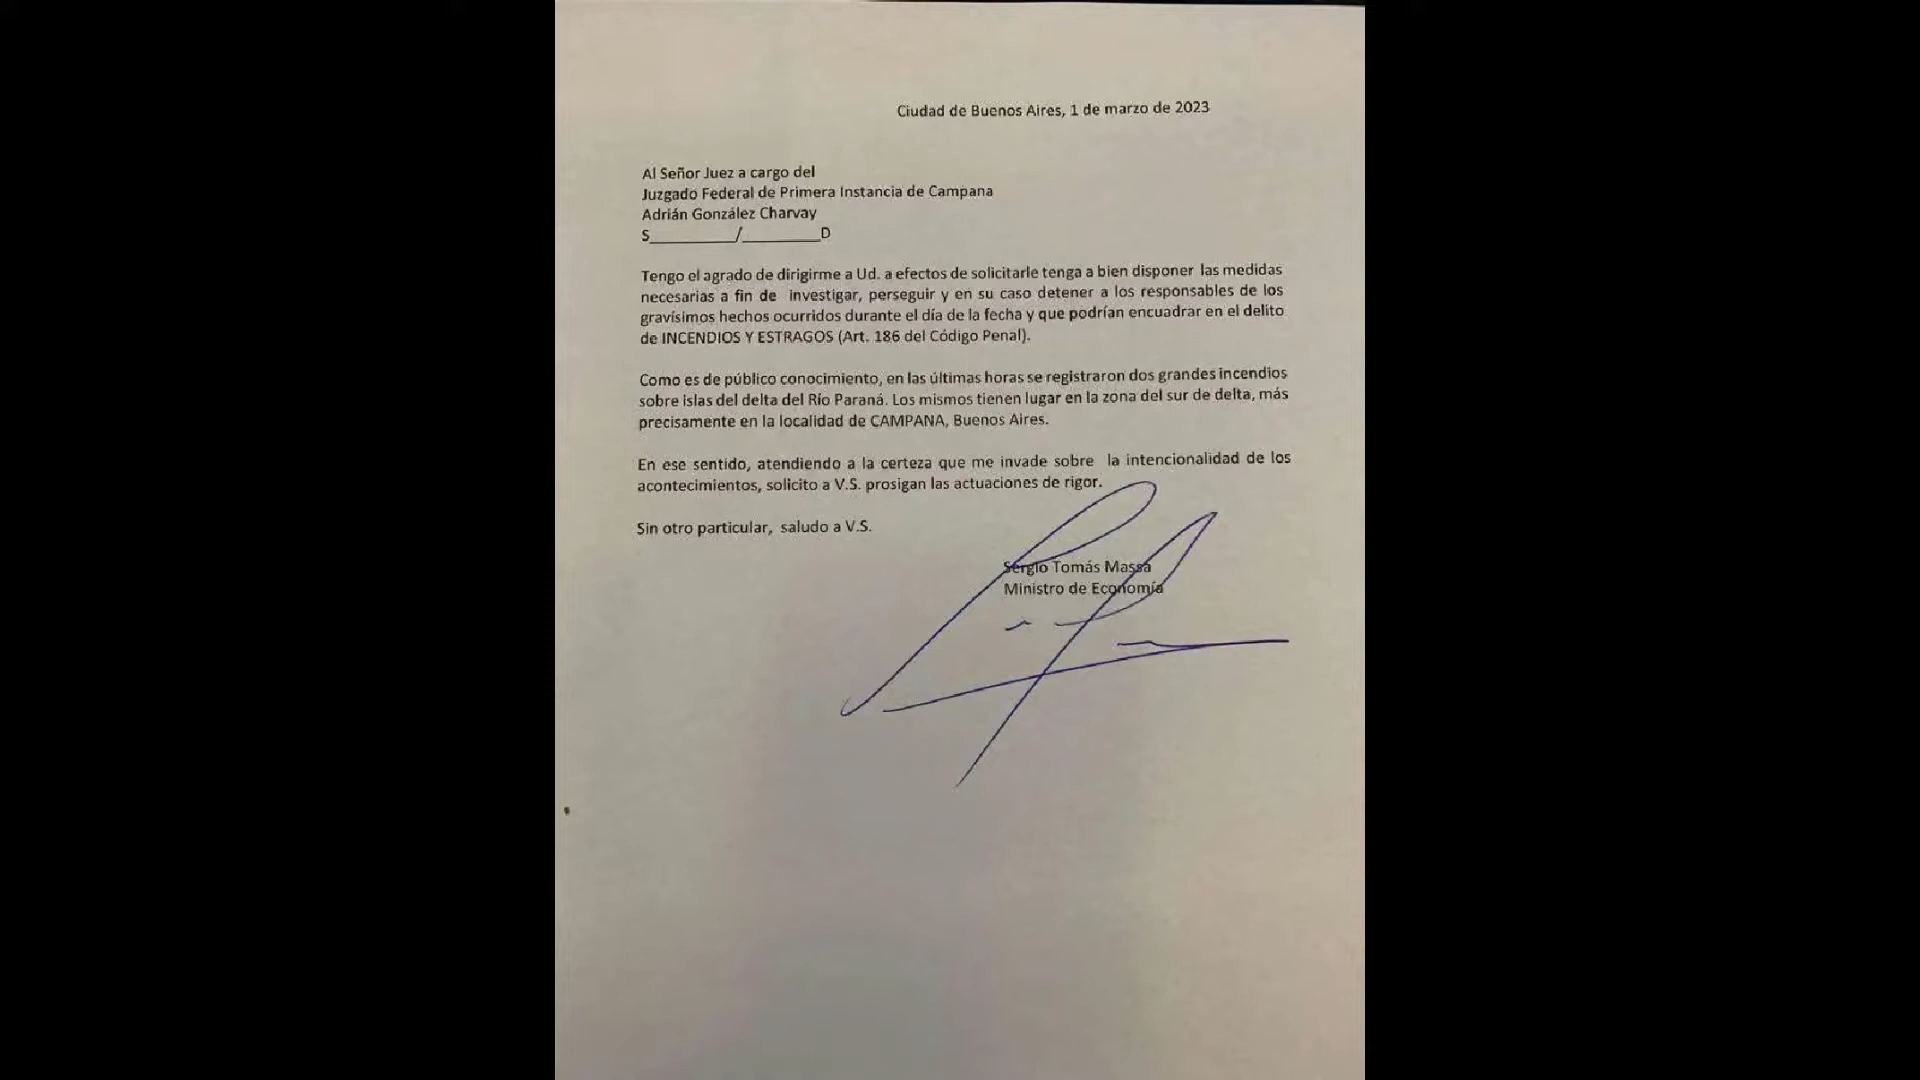 Ciudad de Buenos Aires, 1 de marzo de 2023
Al Señor Juez a cargo del
Juzgado Federal de Primera Instancia de Campana
Adrián González Charvay
S__________/_________D
Tengo el agrado de dirigirme a Ud. a efectos de solicitarle tenga a bien disponer las medidas
necesarias a fin de investigar, perseguir y en su caso detener a los responsables de los
gravísimos hechos ocurridos durante el día de la fecha y que podrían encuadrar en el delito
de INCENDIOS Y ESTRAGOS (Art. 186 del Código Penal).
Como es de público conocimiento, en las últimas horas se registraron dos grandes incendios
sobre islas del delta del Río Paraná. Los mismos tienen lugar en la zona del sur de delta, más
precisamente en la localidad de CAMPANA, Buenos Aires.
En ese sentido, atendiendo a la certeza que me invade sobre la intencionalidad de los
acontecimientos, solicito a V.S. prosigan las actuaciones de rigor.
Sin otro particular, saludo a V.S.
Sergio Tomás Massa
Ministro de Economía